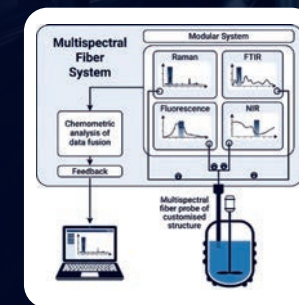 Multispectral
Fiber
System
Modular System
Raman
FTIR
Fluorescence
NIR
Chemometric
analysis of
data fusion
Feedback
Multispectral
fiber probe of
customised
structure